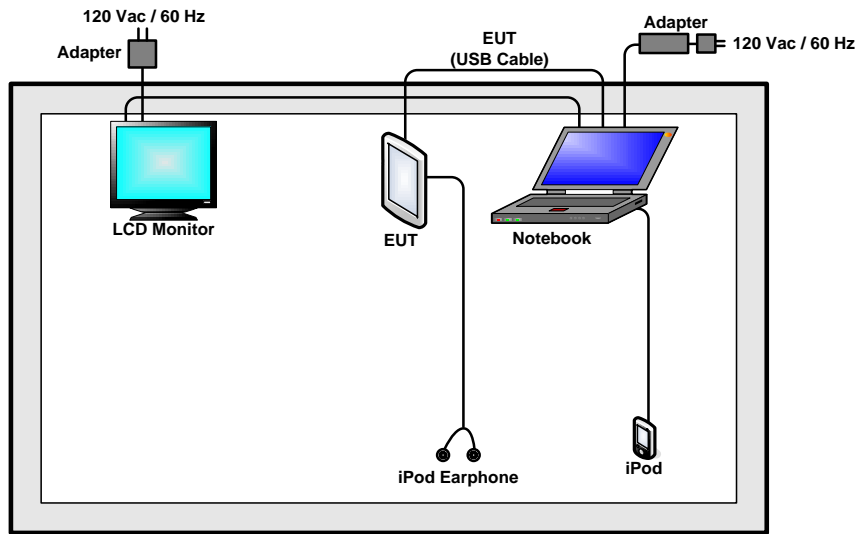 120 Vac / 60 Hz
Adapter
EUT
(USB Cable)
Adapter
120 Vac / 60 Hz
LCD Monitor
EUT
Notebook
iPod Earphone
iPod